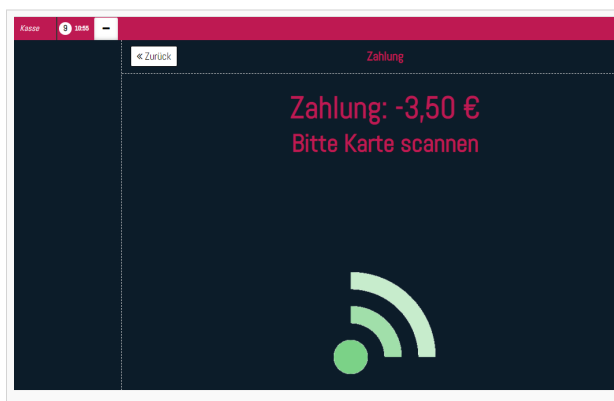 Kasse 9 10:55 –
« Zurück
Zahlung
Zahlung: -3,50 €
Bitte Karte scannen